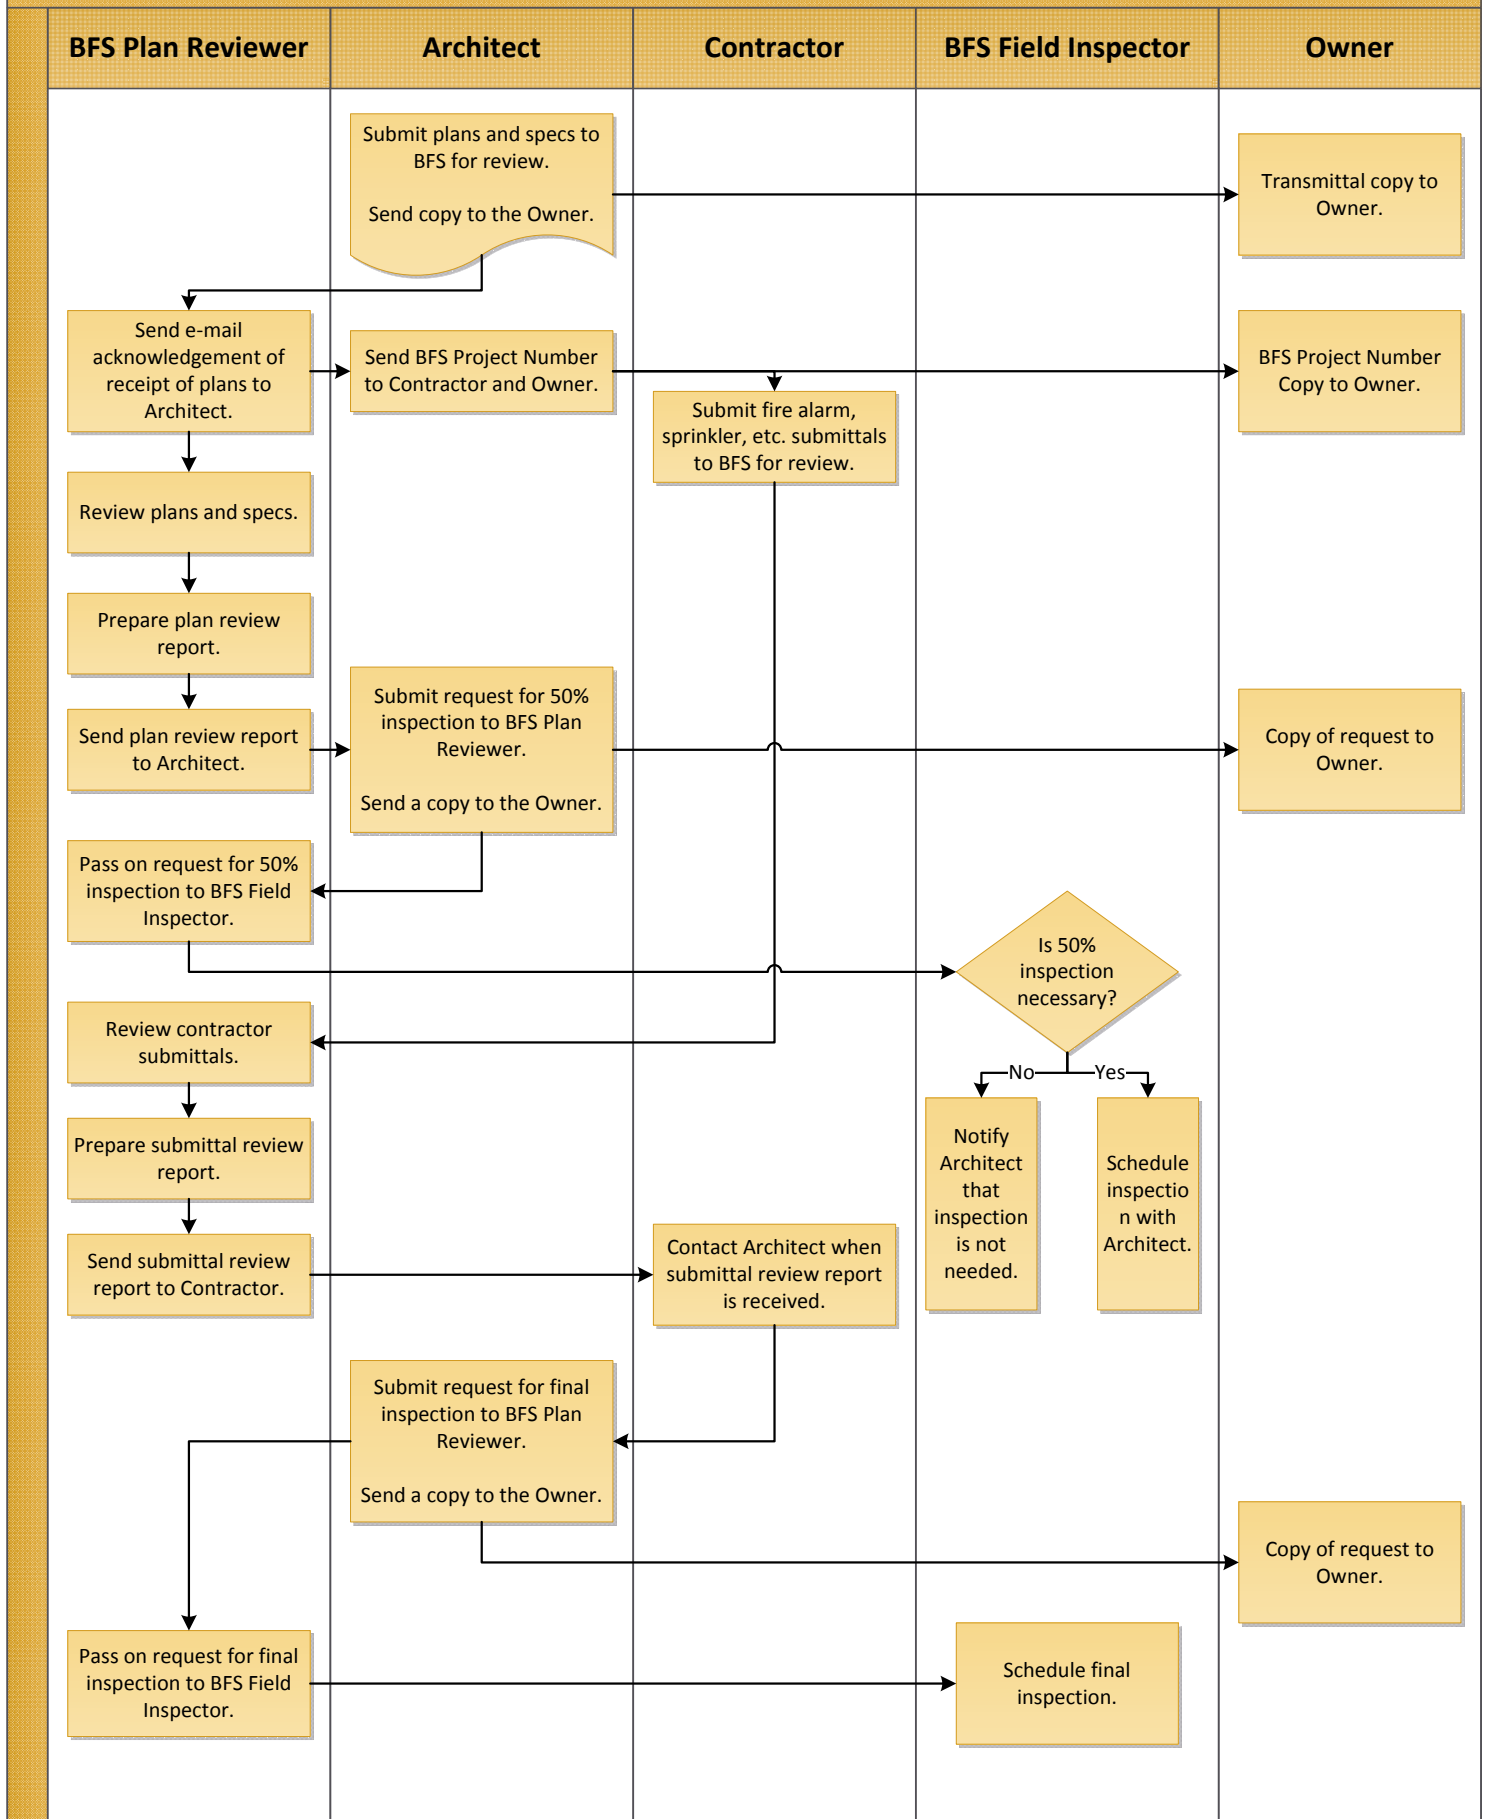 BFS Plan Reviewer
Architect
Contractor
BFS Field Inspector
Owner
Submit plans and specs to
BFS for review.
Send copy to the Owner.
Transmittal copy to
Owner.
Send e-mail
acknowledgement of
receipt of plans to
Architect.
Send BFS Project Number
to Contractor and Owner.
BFS Project Number
Copy to Owner.
Submit fire alarm,
sprinkler, etc. submittals
to BFS for review.
Review plans and specs.
Prepare plan review
report.
Send plan review report
to Architect.
Submit request for 50%
inspection to BFS Plan
Reviewer.
Send a copy to the Owner.
Copy of request to
Owner.
Pass on request for 50%
inspection to BFS Field
Inspector.
Is 50%
inspection
necessary?
Review contractor
submittals.
No
Yes
Notify
Architect
that
inspection
is not
needed.
Schedule
inspectio
n with
Architect.
Prepare submittal review
report.
Send submittal review
report to Contractor.
Contact Architect when
submittal review report
is received.
Submit request for final
inspection to BFS Plan
Reviewer.
Send a copy to the Owner.
Copy of request to
Owner.
Pass on request for final
inspection to BFS Field
Inspector.
Schedule final
inspection.